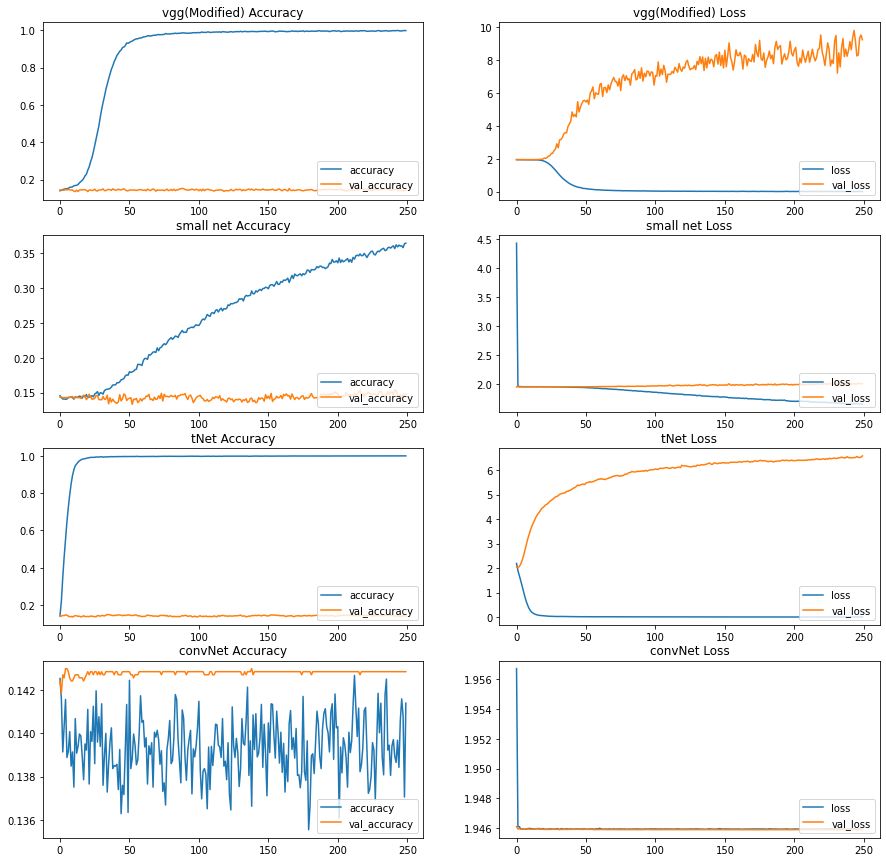 vgg(Modified) Accuracy
1.0
0.8
0.6
0.4
0.2
accuracy
val_accuracy
0 50 100 150 200 250
vgg(Modified) Loss
10
8
6
4
2
0
loss
val_loss
0 50 100 150 200 250
small net Accuracy
0.35
0.30
0.25
0.20
0.15
accuracy
val_accuracy
0 50 100 150 200 250
small net Loss
4.5
4.0
3.5
3.0
2.5
2.0
loss
val_loss
0 50 100 150 200 250
tNet Accuracy
1.0
0.8
0.6
0.4
0.2
accuracy
val_accuracy
0 50 100 150 200 250
tNet Loss
6
5
4
3
2
1
0
loss
val_loss
0 50 100 150 200 250
convNet Accuracy
0.142
0.140
0.138
0.136
accuracy
val_accuracy
0 50 100 150 200 250
convNet Loss
1.956
1.954
1.952
1.950
1.948
1.946
loss
val_loss
0 50 100 150 200 250